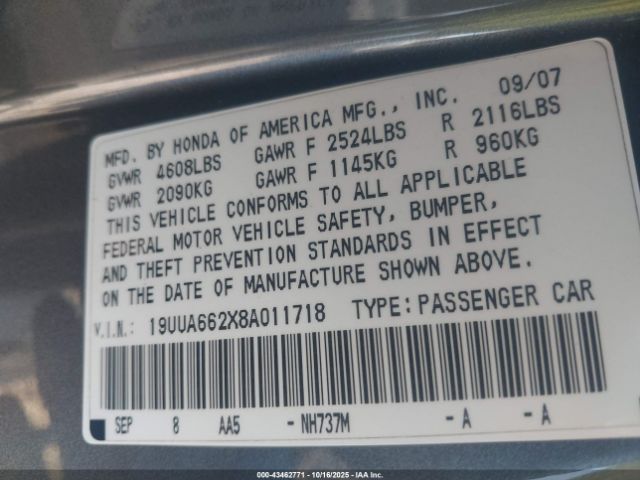 MFD. BY HONDA OF AMERICA MFG., INC. 09/07
GVWR 4608LBS GAWR F 2524LBS R 2116LBS
GVWR 2090KG GAWR F 1145KG R 960KG
THIS VEHICLE CONFORMS TO ALL APPLICABLE
FEDERAL MOTOR VEHICLE SAFETY, BUMPER,
AND THEFT PREVENTION STANDARDS IN EFFECT
ON THE DATE OF MANUFACTURE SHOWN ABOVE.
V.I.N.: 19UUA662X8A011718 TYPE: PASSENGER CAR
SEP 8 AA5 - NH737M - A - A
000-43462771 | 10/16/2025 | IAA Inc.